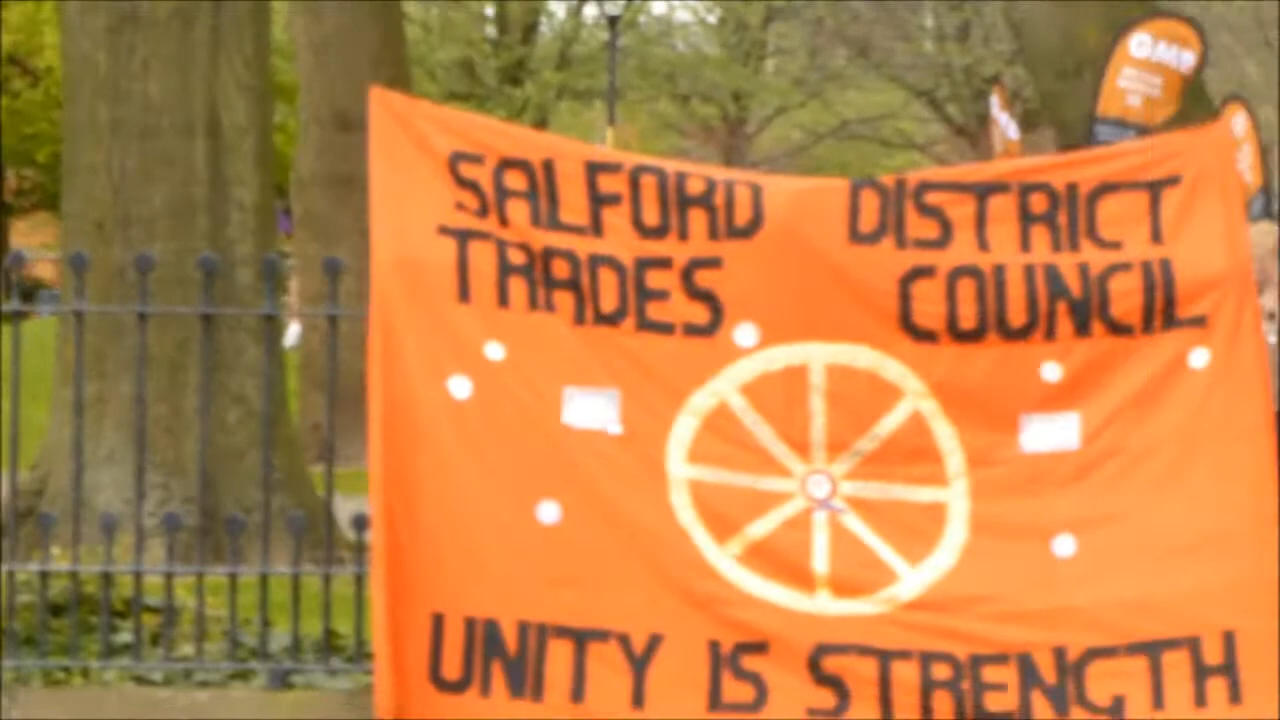 SALFORD DISTRICT
TRADES COUNCIL
UNITY IS STRENGTH
GMB